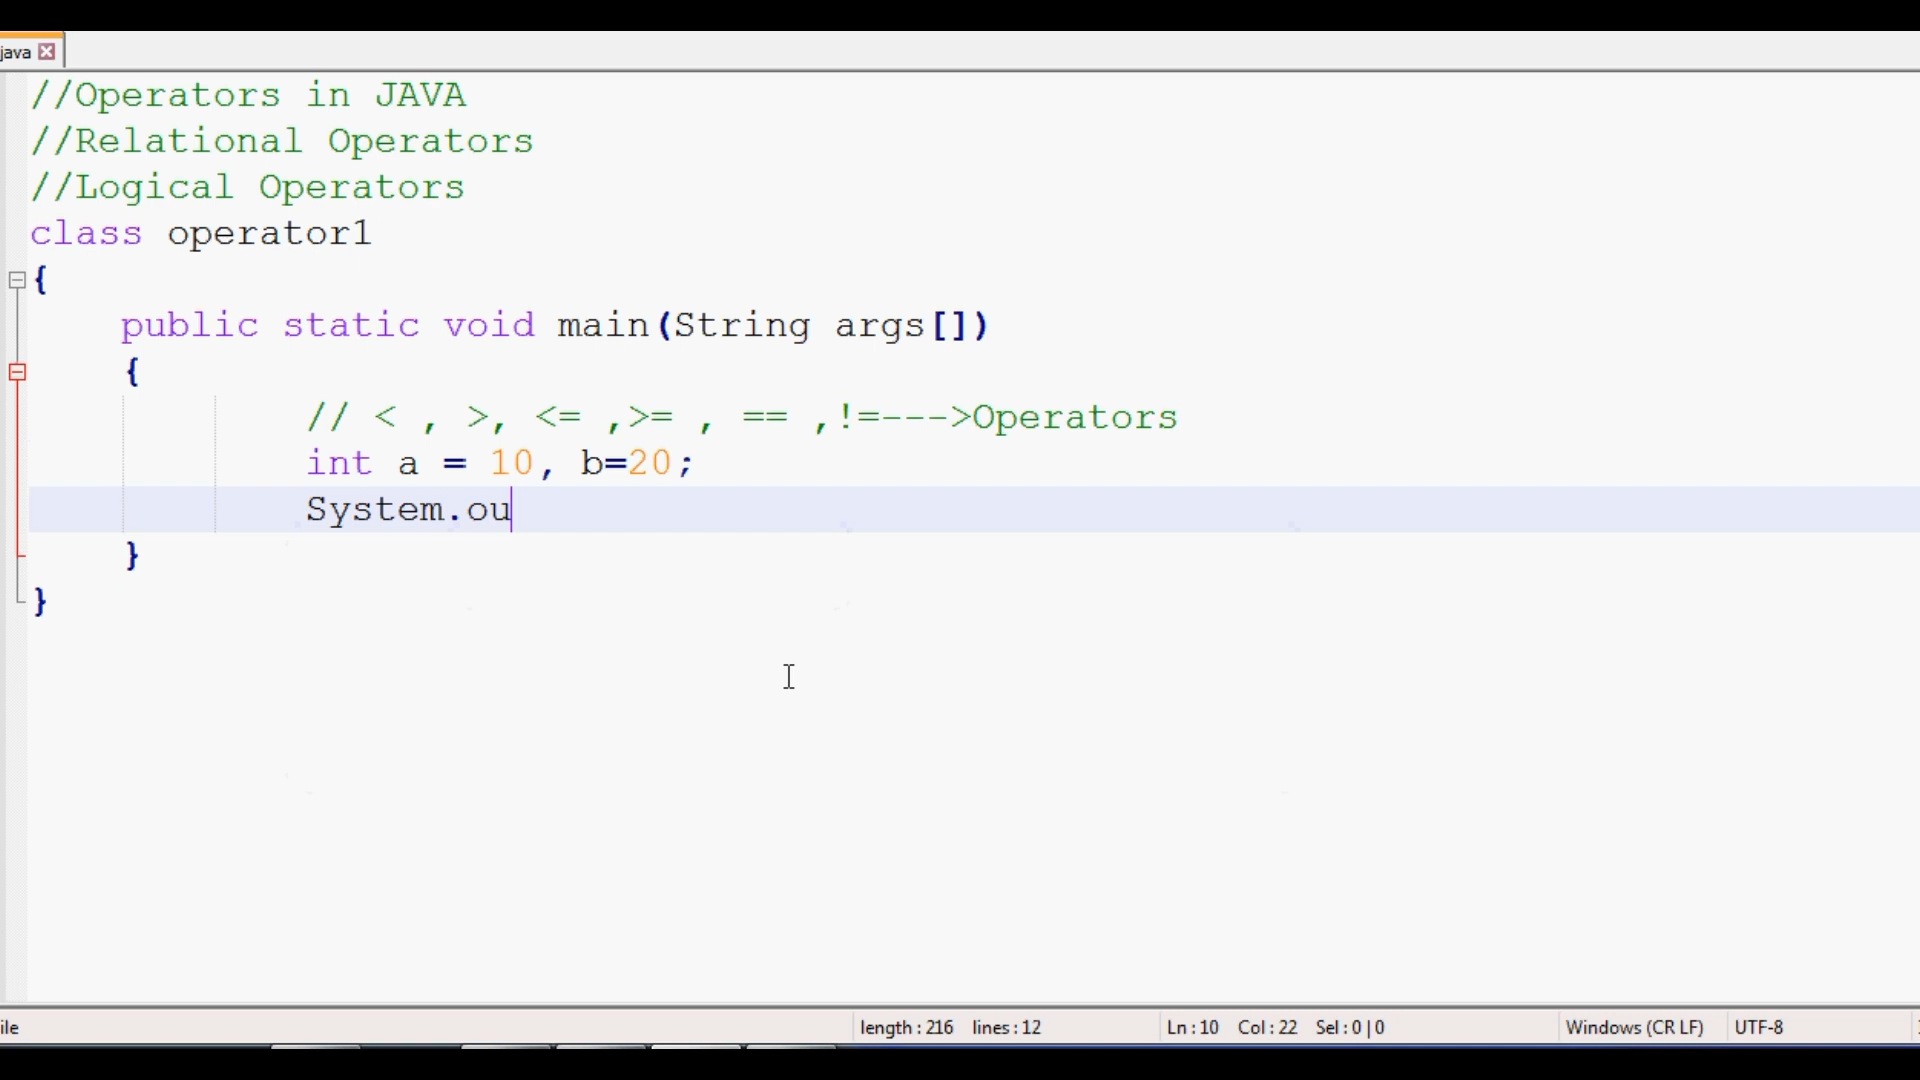 java
//Operators in JAVA
//Relational Operators
//Logical Operators
class operator1
{
public static void main(String args[])
{
// < , >, <= ,>= , == ,!=--->Operators
int a = 10, b=20;
System.ou
}
}
ile length : 216 lines : 12 Ln : 10 Col : 22 Sel : 0 | 0 Windows (CR LF) UTF-8